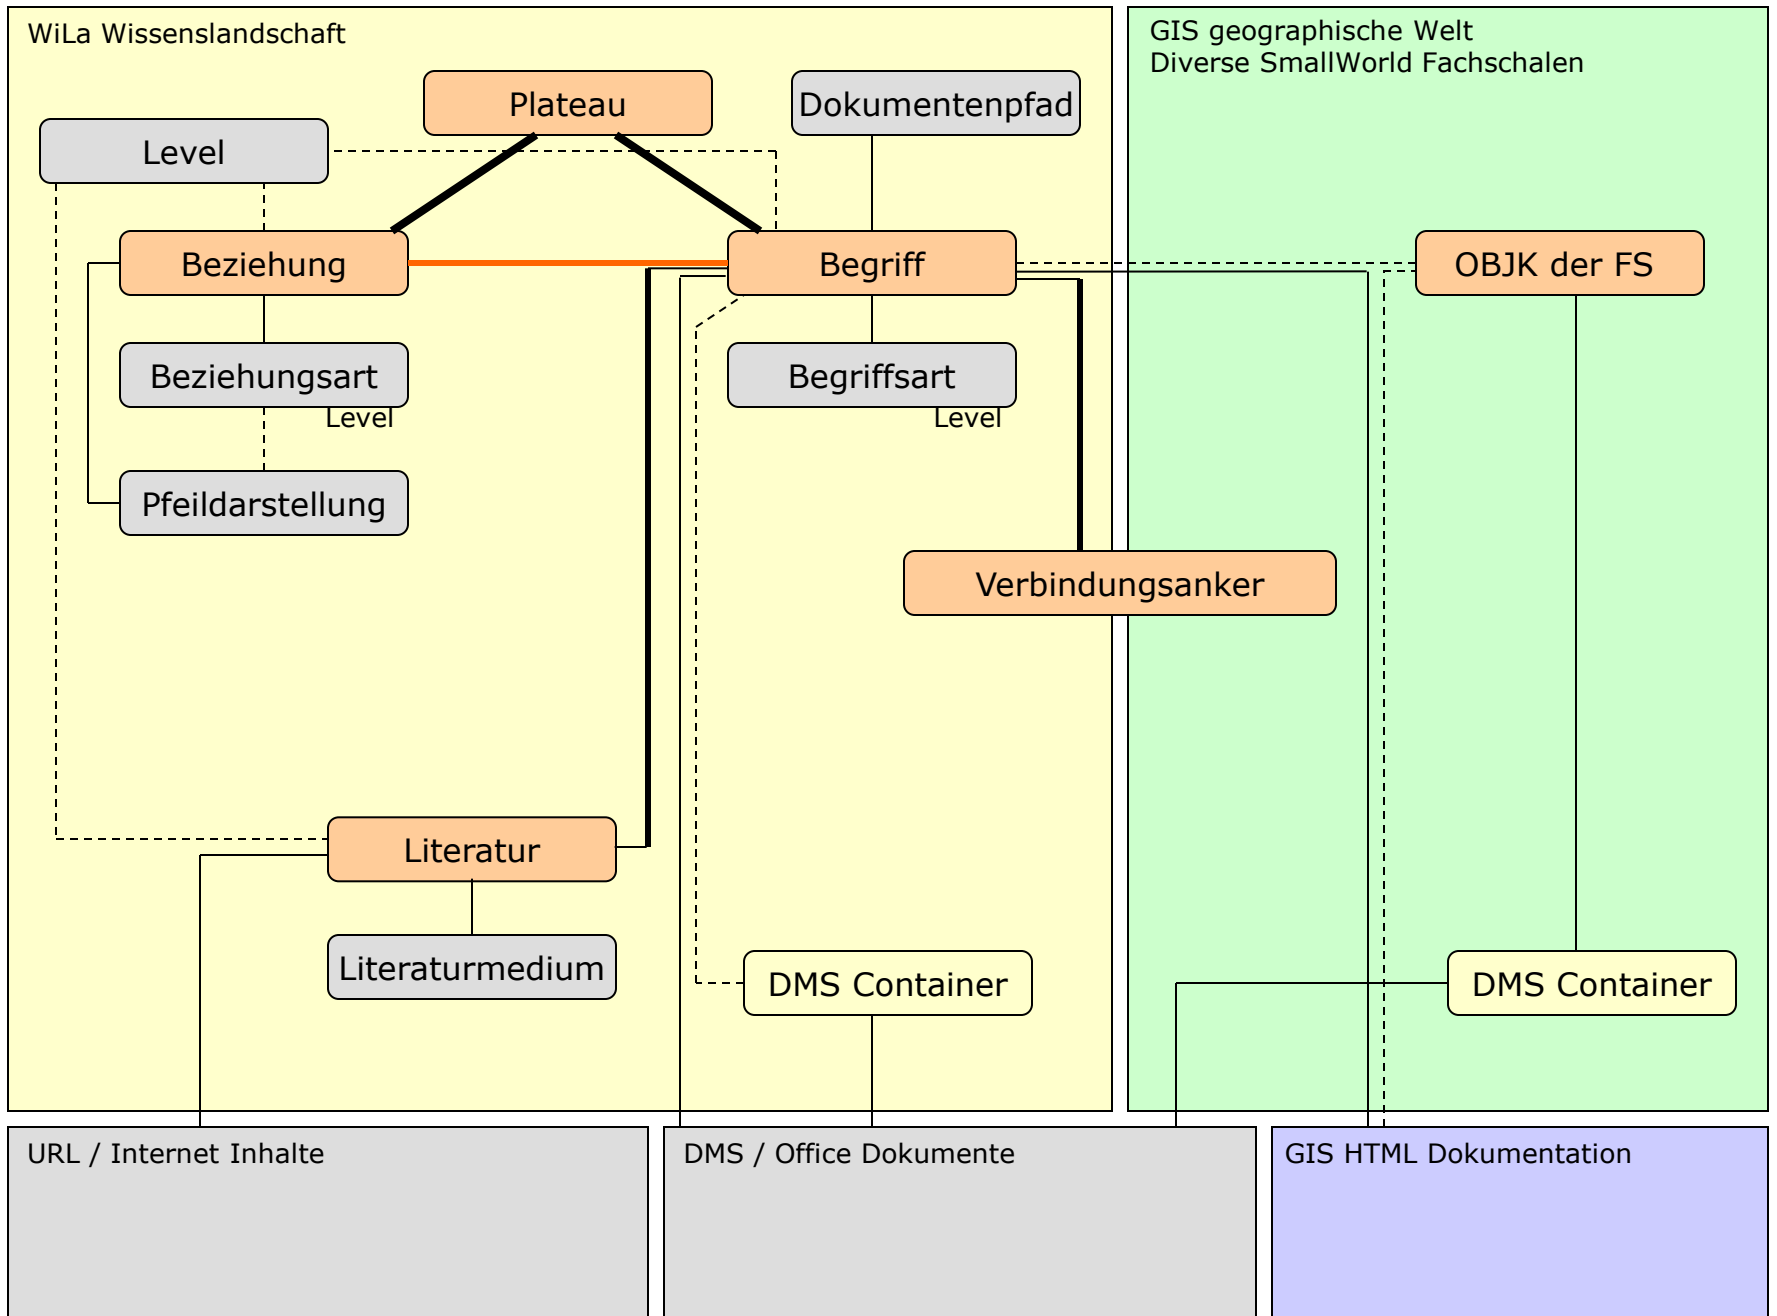 WiLa Wissenslandschaft
GIS geographische Welt
Diverse SmallWorld Fachschalen
Plateau
Dokumentenpfad
Level
Beziehung
Begriff
OBJK der FS
Beziehungsart
Level
Begriffsart
Level
Pfeildarstellung
Verbindungsanker
Literatur
Literaturmedium
DMS Container
DMS Container
URL / Internet Inhalte
DMS / Office Dokumente
GIS HTML Dokumentation